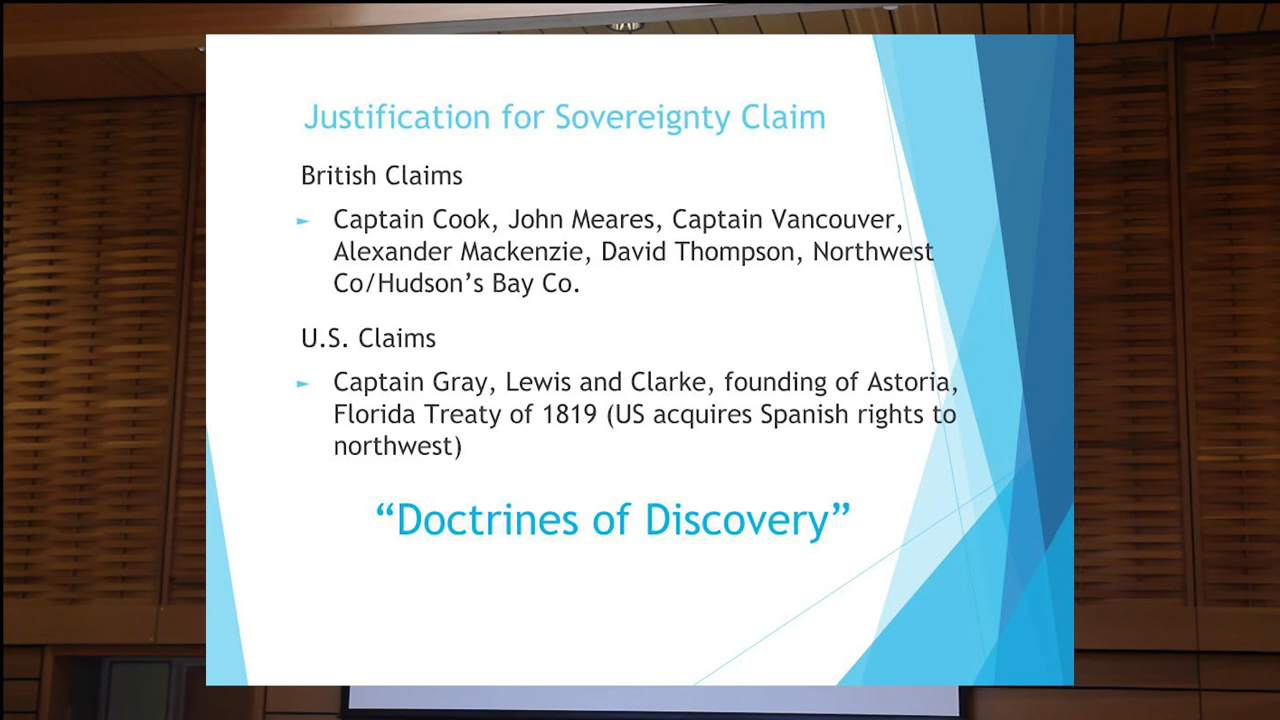 Justification for Sovereignty Claim
British Claims
► Captain Cook, John Meares, Captain Vancouver,
Alexander Mackenzie, David Thompson, Northwest
Co/Hudson’s Bay Co.
U.S. Claims
► Captain Gray, Lewis and Clarke, founding of Astoria,
Florida Treaty of 1819 (US acquires Spanish rights to
northwest)
“Doctrines of Discovery”